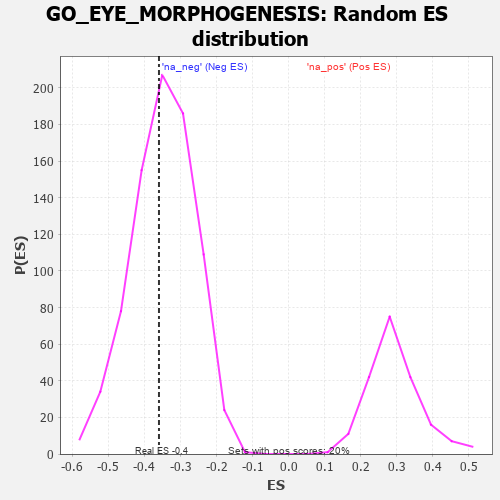 GO_EYE_MORPHOGENESIS: Random ES
distribution
'na_neg' (Neg ES)
'na_pos' (Pos ES)
P(ES)
200
180
160
140
120
100
80
60
40
20
0
Real ES -0,4
Sets with pos scores: 20%
-0.6 -0.5 -0.4 -0.3 -0.2 -0.1 0.0 0.1 0.2 0.3 0.4 0.5
ES